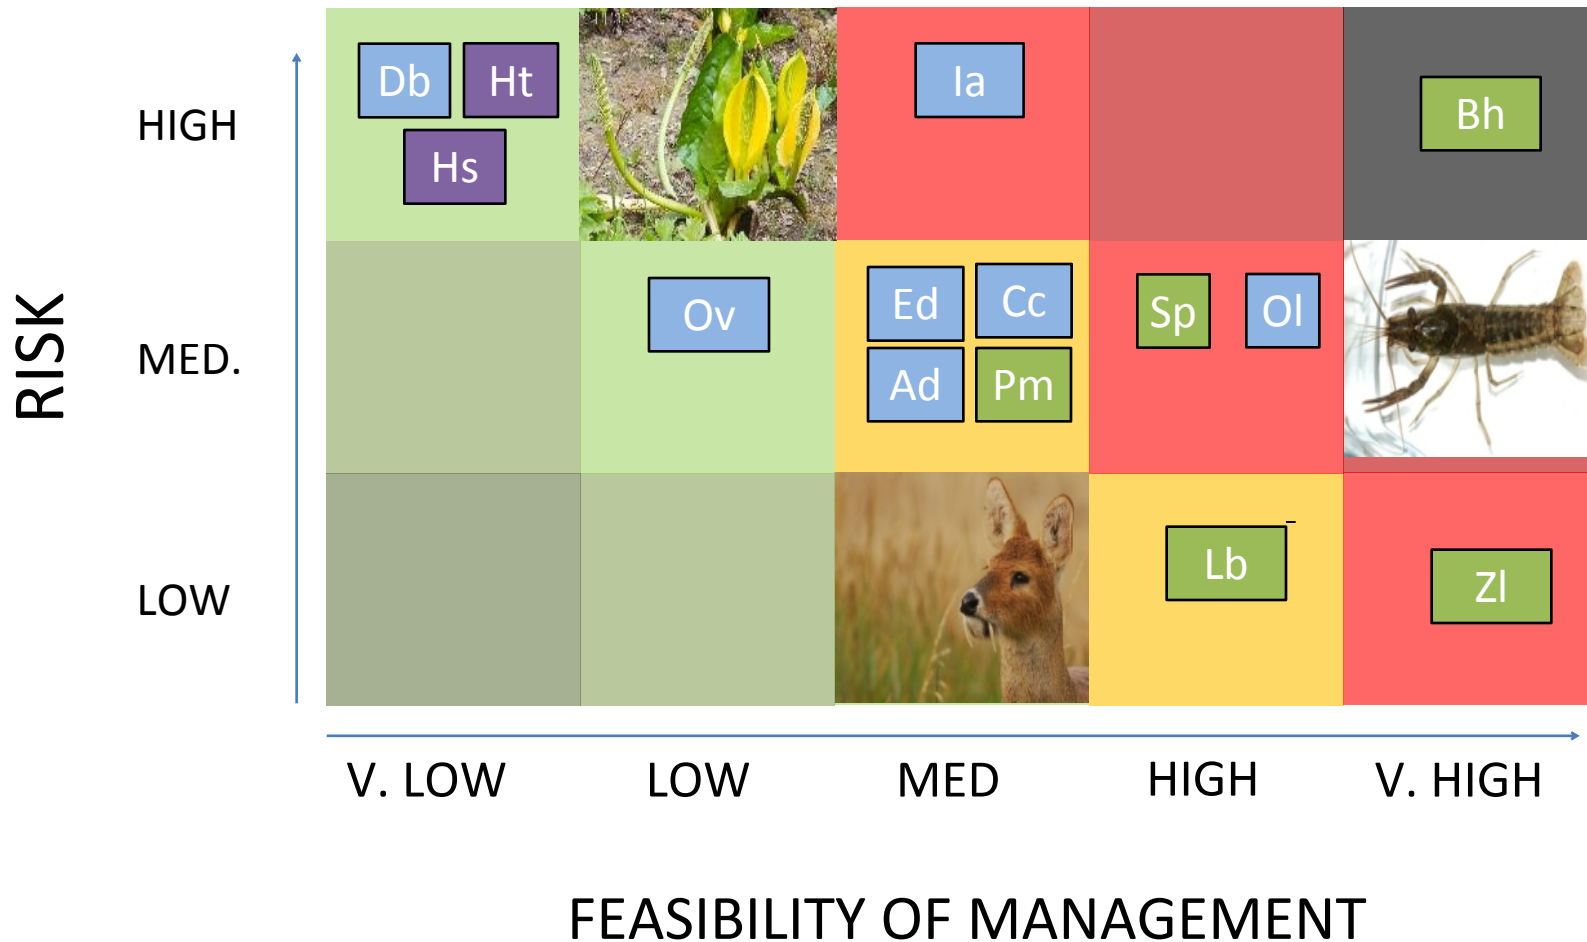 Db Ht Ia
HIGH Bh
Hs
RISK
MED. Ov Ed Cc Sp Ol
Ad Pm
LOW Lb Zl
V. LOW LOW MED HIGH V. HIGH
FEASIBILITY OF MANAGEMENT